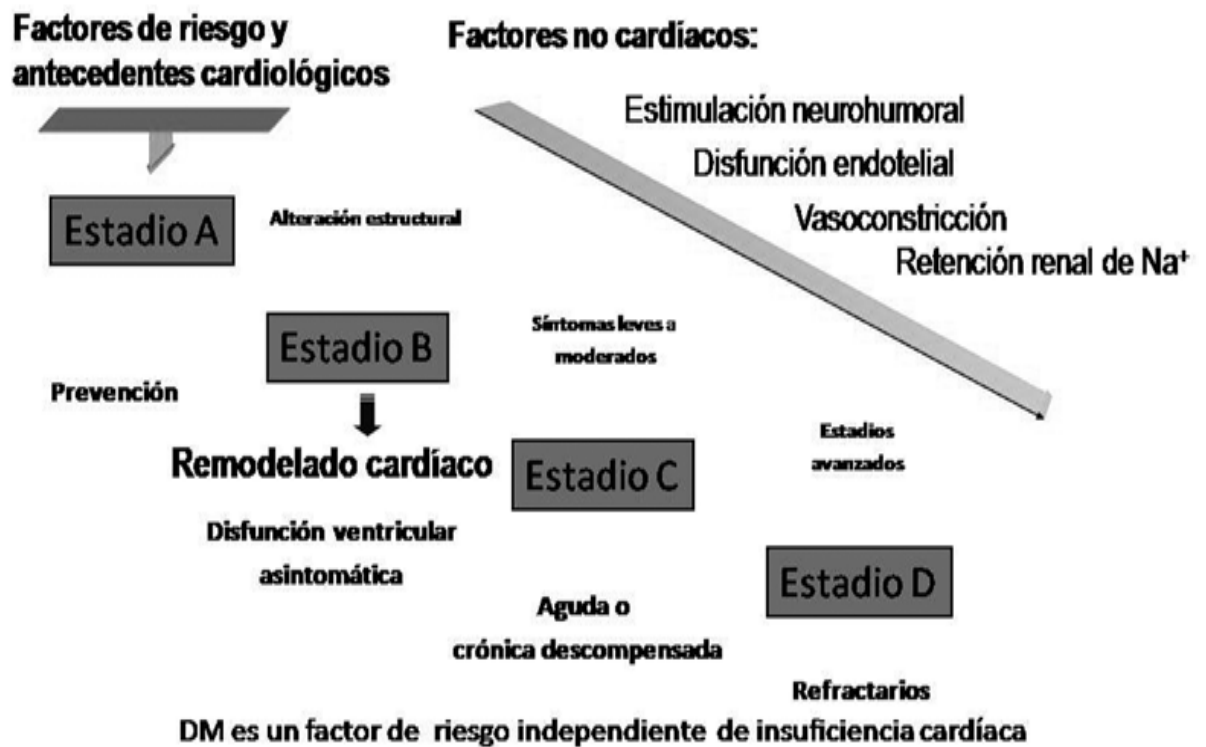 Factores de riesgo y
antecedentes cardiológicos
Factores no cardíacos:
Estimulación neurohumoral
Disfunción endotelial
Vasoconstricción
Retención renal de Na⁺
Estadio A
Alteración estructural
Estadio B
Síntomas leves a
moderados
Prevención
Remodelado cardíaco
Estadio C
Estadios
avanzados
Disfunción ventricular
asintomática
Estadio D
Aguda o
crónica descompensada
Refractarios
DM es un factor de riesgo independiente de insuficiencia cardíaca